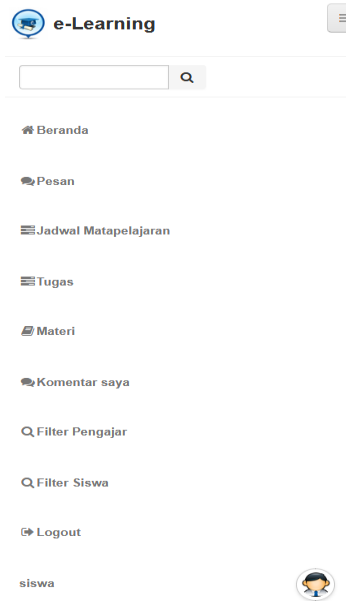 e-Learning
Beranda
Pesan
Jadwal Matapelajaran
Tugas
Materi
Komentar saya
Filter Pengajar
Filter Siswa
Logout
siswa